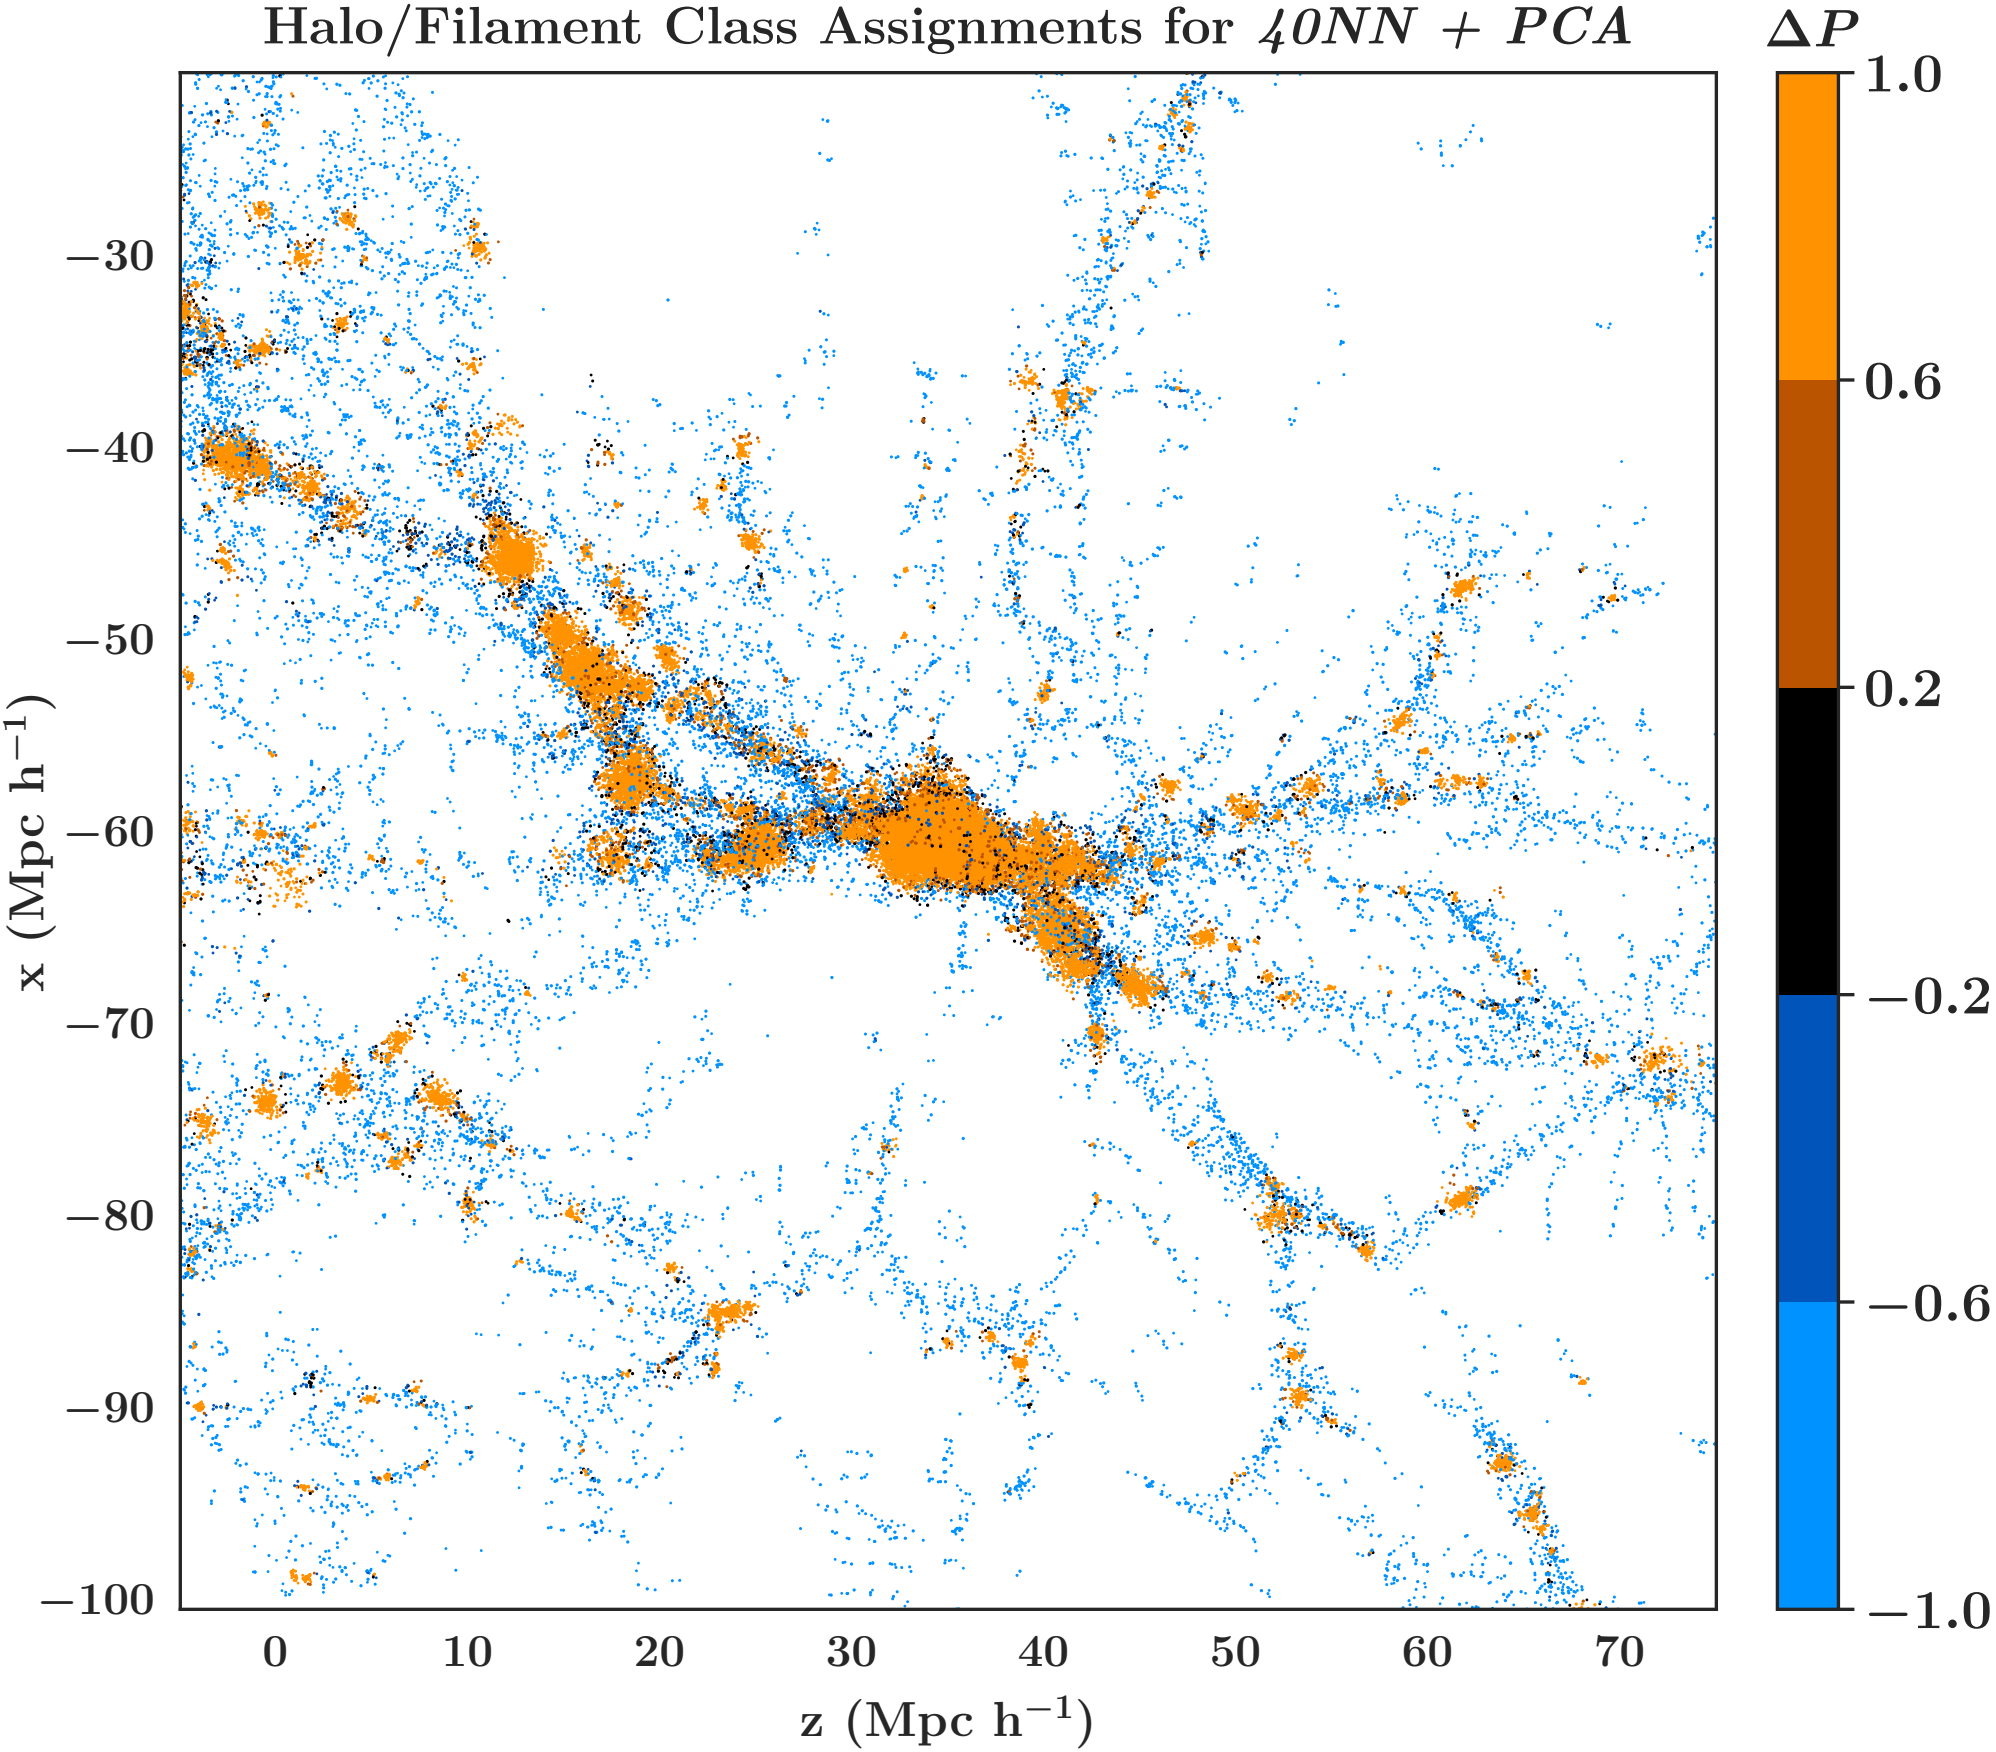 Halo/Filament Class Assignments for 40NN + PCA
ΔP
1.0
0.6
0.2
−0.2
−0.6
−1.0
x (Mpc h⁻¹)
−30
−40
−50
−60
−70
−80
−90
−100
0 10 20 30 40 50 60 70
z (Mpc h⁻¹)